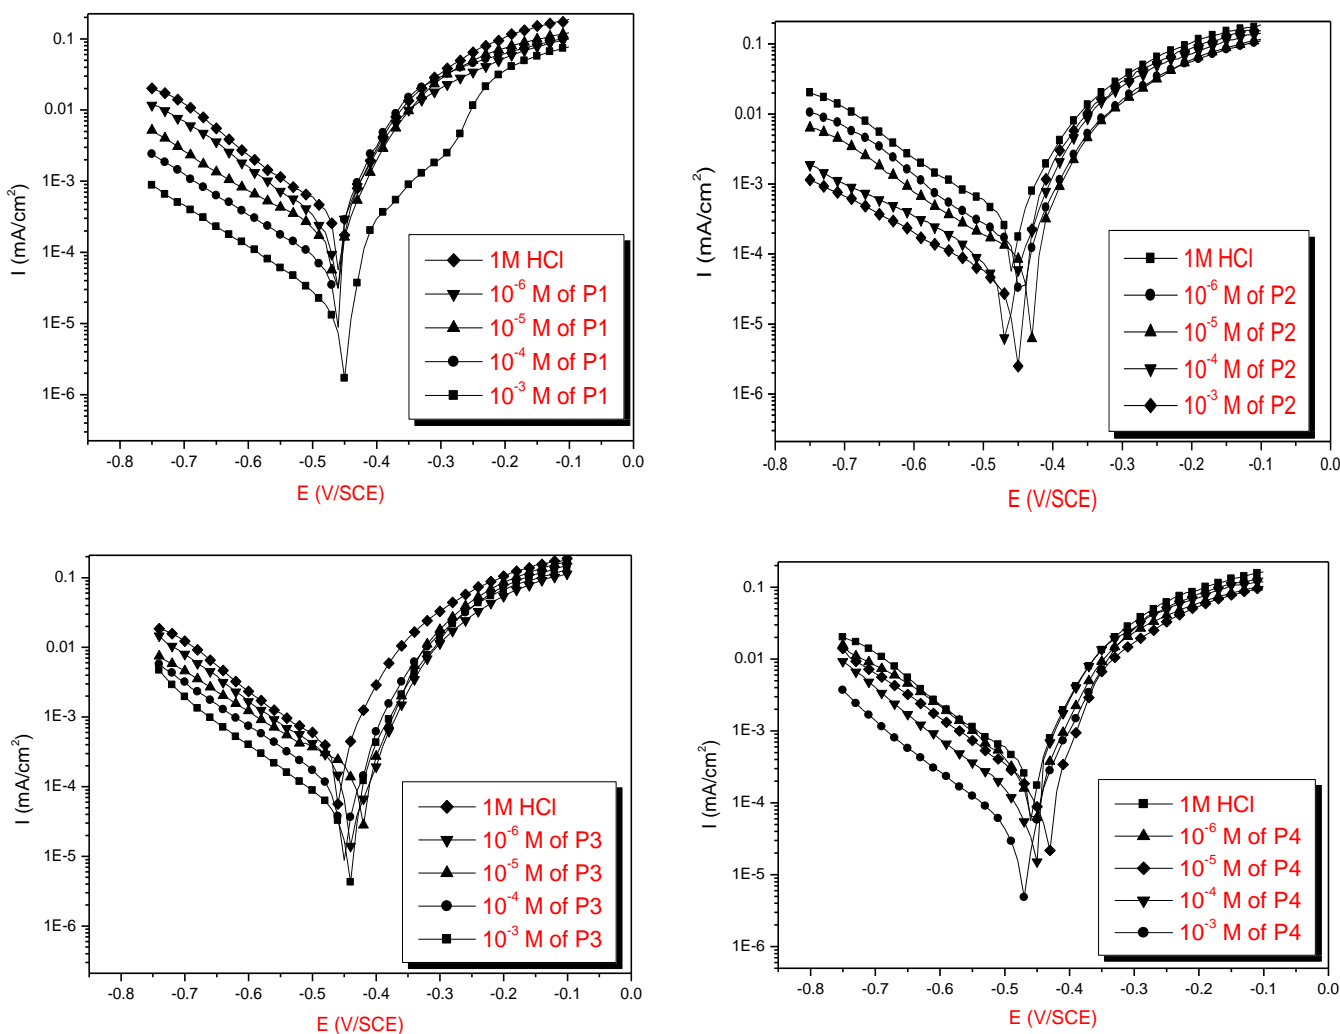 0.1
0.01
1E-3
1E-4
1E-5
1E-6
I (mA/cm²)
1M HCl
10⁻⁶ M of P1
10⁻⁵ M of P1
10⁻⁴ M of P1
10⁻³ M of P1
-0.8 -0.7 -0.6 -0.5 -0.4 -0.3 -0.2 -0.1 0.0
E (V/SCE)
0.1
0.01
1E-3
1E-4
1E-5
1E-6
I (mA/cm²)
1M HCl
10⁻⁶ M of P2
10⁻⁵ M of P2
10⁻⁴ M of P2
10⁻³ M of P2
-0.8 -0.7 -0.6 -0.5 -0.4 -0.3 -0.2 -0.1 0.0
E (V/SCE)
0.1
0.01
1E-3
1E-4
1E-5
1E-6
I (mA/cm²)
1M HCl
10⁻⁶ M of P3
10⁻⁵ M of P3
10⁻⁴ M of P3
10⁻³ M of P3
-0.8 -0.7 -0.6 -0.5 -0.4 -0.3 -0.2 -0.1 0.0
E (V/SCE)
0.1
0.01
1E-3
1E-4
1E-5
1E-6
I (mA/cm²)
1M HCl
10⁻⁶ M of P4
10⁻⁵ M of P4
10⁻⁴ M of P4
10⁻³ M of P4
-0.8 -0.7 -0.6 -0.5 -0.4 -0.3 -0.2 -0.1 0.0
E (V/SCE)